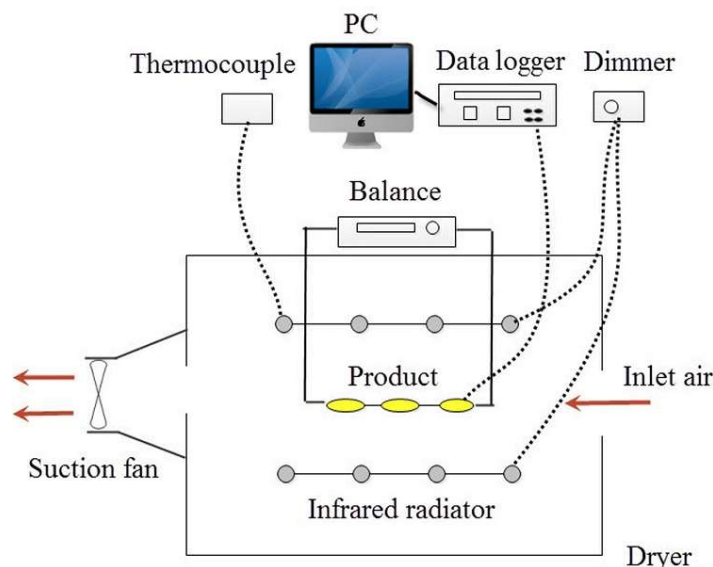 PC
Thermocouple
Data logger
Dimmer
Balance
Product
Inlet air
Suction fan
Infrared radiator
Dryer